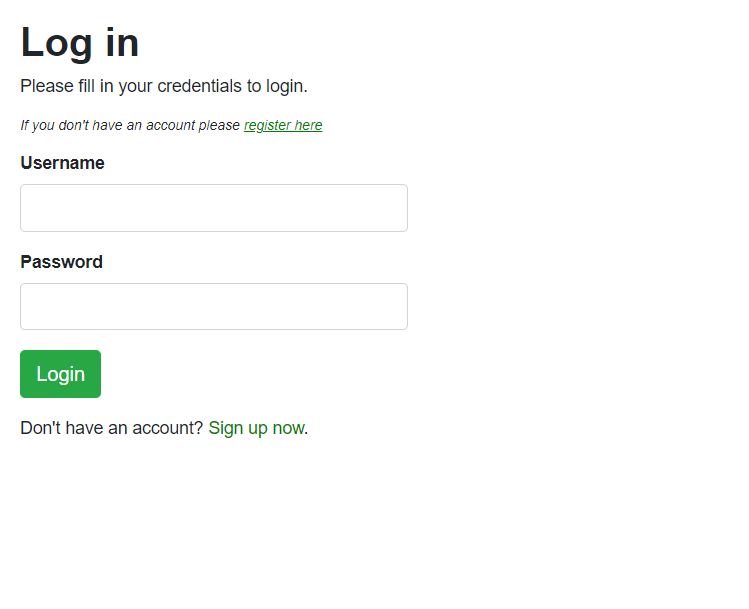 Log in
Please fill in your credentials to login.
If you don't have an account please register here
Username
Password
Login
Don't have an account? Sign up now.